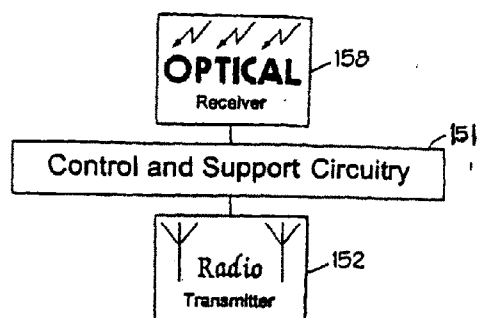 OPTICAL
Receiver
158
Control and Support Circuitry
151
Radio
Transmitter
152